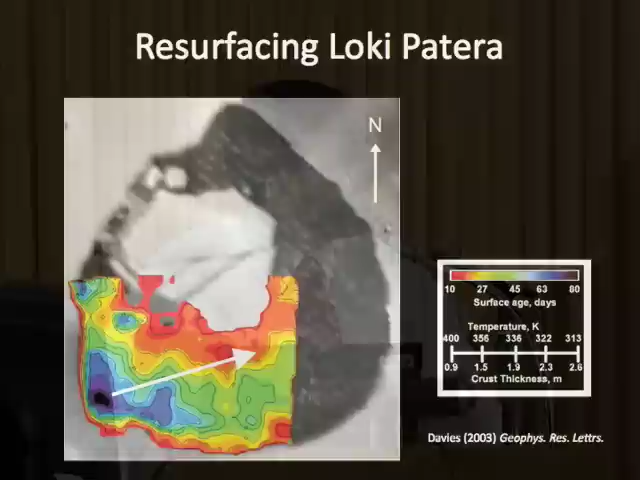 Resurfacing Loki Patera
N
10 27 45 63 80
Surface age, days
Temperature, K
400 356 336 322 313
0.9 1.5 1.9 2.3 2.6
Crust Thickness, m
Davies (2003) Geophys. Res. Lettrs.